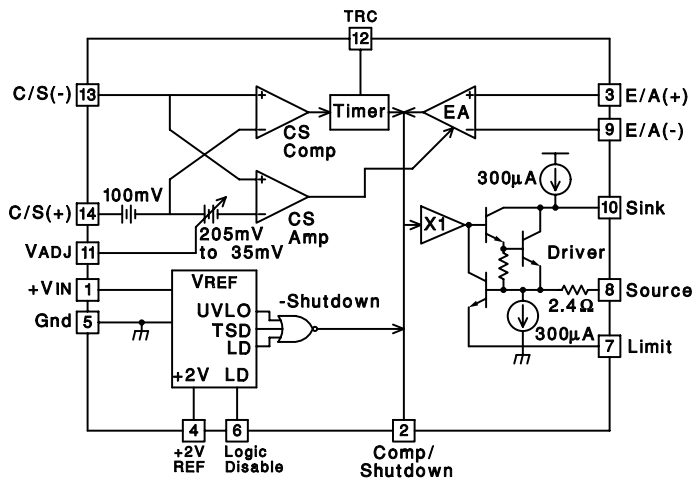 TRC
12
C/S(-) 13
3 E/A(+)
Timer
EA
CS
Comp
9 E/A(-)
100mV
300µA
C/S(+) 14
10 Sink
205mV
to 35mV
CS
Amp
X1
VADJ 11
Driver
+VIN 1
VREF
-Shutdown
8 Source
2.4Ω
UVLO
TSD
LD
Gnd 5
300µA
7 Limit
+2V LD
4
6
2
+2V
REF
Logic
Disable
Comp/
Shutdown
+
-
+
-
+
-